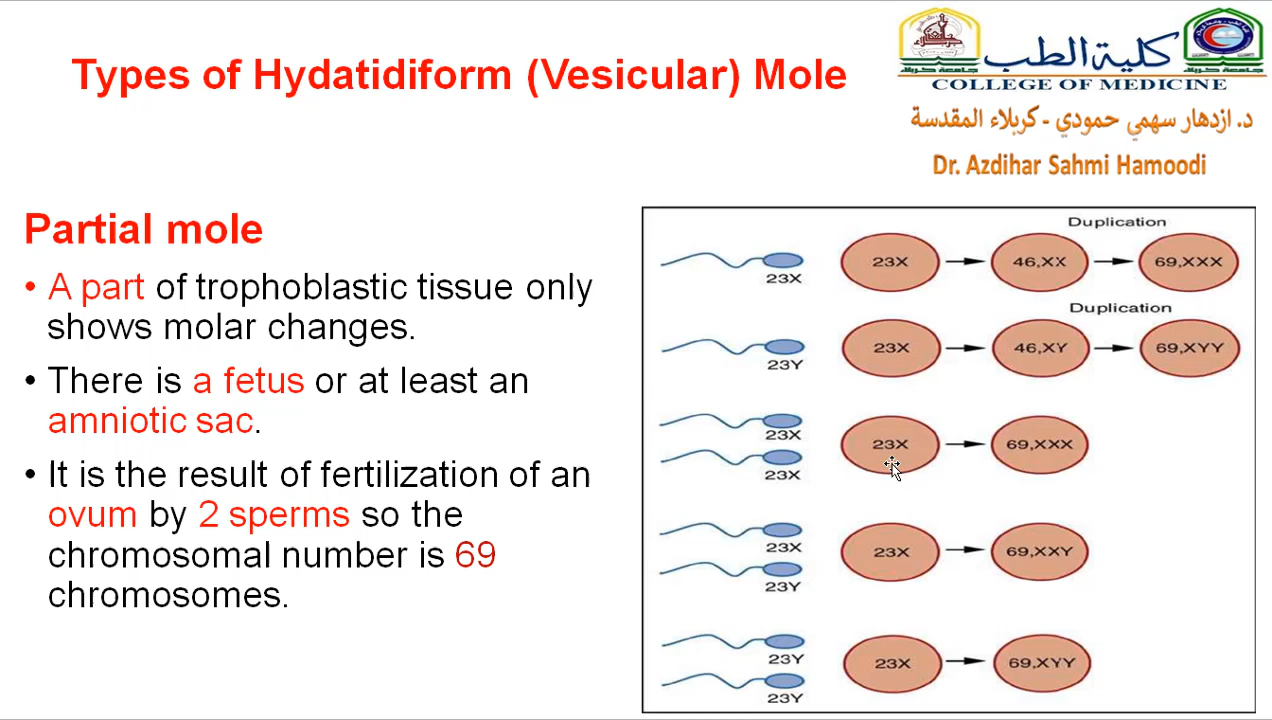 Types of Hydatidiform (Vesicular) Mole
كلية الطب
COLLEGE OF MEDICINE
د. ازدهار سهمي حمودي - كربلاء المقدسة
Dr. Azdihar Sahmi Hamoodi
Partial mole
• A part of trophoblastic tissue only
shows molar changes.
• There is a fetus or at least an
amniotic sac.
• It is the result of fertilization of an
ovum by 2 sperms so the
chromosomal number is 69
chromosomes.
Duplication
23X 23X 46,XX 69,XXX
Duplication
23Y 23X 46,XY 69,XYY
23X
23X 69,XXX
23X
23X
23X 69,XXY
23Y
23Y
23X 69,XYY
23Y